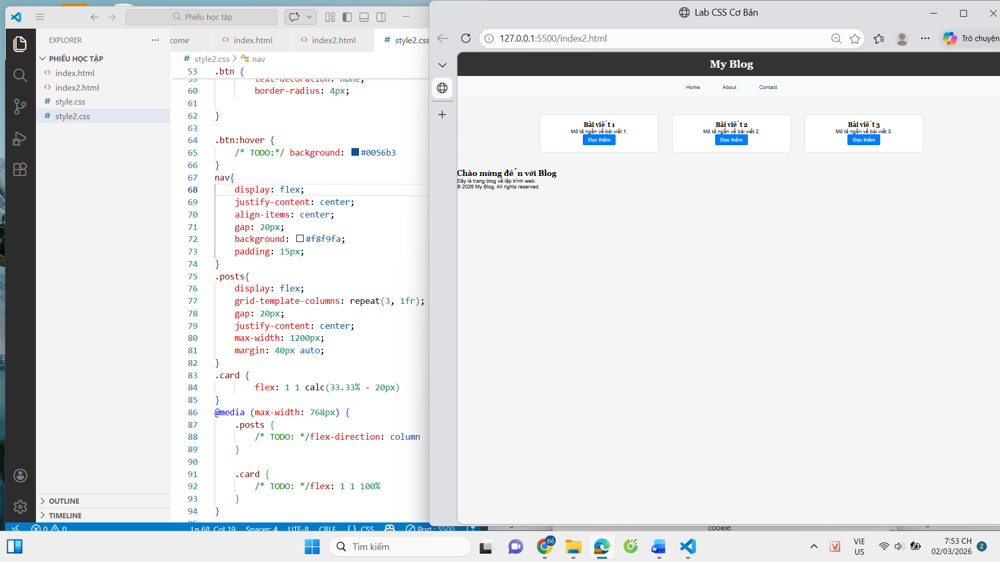 Phiếu học tập
EXPLORER
PHIẾU HỌC TẬP
index.html
index2.html
style.css
style2.css
OUTLINE
TIMELINE
come
index.html
index2.html
style2.css
style2.css > nav
53 .btn {
59 text-decoration: none;
60 border-radius: 4px;
61
62 }
63
64 .btn:hover {
65 /* TODO:*/ background: #0056b3
66 }
67 nav{
68 display: flex;
69 justify-content: center;
70 align-items: center;
71 gap: 20px;
72 background: #f8f9fa;
73 padding: 15px;
74 }
75 .posts{
76 display: flex;
77 grid-template-columns: repeat(3, 1fr);
78 gap: 20px;
79 justify-content: center;
80 max-width: 1200px;
81 margin: 40px auto;
82 }
83 .card {
84 flex: 1 1 calc(33.33% - 20px)
85 }
86 @media (max-width: 768px) {
87 .posts {
88 /* TODO: */flex-direction: column
89 }
90
91 .card {
92 /* TODO: */flex: 1 1 100%
93 }
94 }
0 0
Ln 68, Col 19 Spaces: 4 UTF-8 CRLF {} CSS Port : 5500
Lab CSS Cơ Bản
127.0.0.1:5500/index2.html
Trò chuyện
My Blog
Home About Contact
Bài viết 1
Mô tả ngắn về bài viết 1.
Đọc thêm
Bài viết 2
Mô tả ngắn về bài viết 2.
Đọc thêm
Bài viết 3
Mô tả ngắn về bài viết 3.
Đọc thêm
Chào mừng đến với Blog
Đây là trang blog về lập trình web.
© 2026 My Blog. All rights reserved.
cookie.
Tìm kiếm
Đỗ
VIE
US
7:53 CH
02/03/2026
2